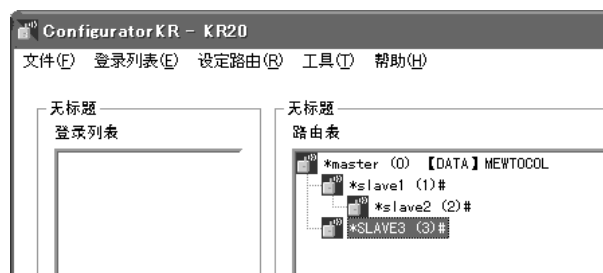 ConfiguratorKR - KR20
文件(F) 登录列表(E) 设定路由(R) 工具(T) 帮助(H)
无标题
登录列表
无标题
路由表
*master (0) 【DATA】MEWTOCOL
*slave1 (1)#
*slave2 (2)#
*SLAVE3 (3)#